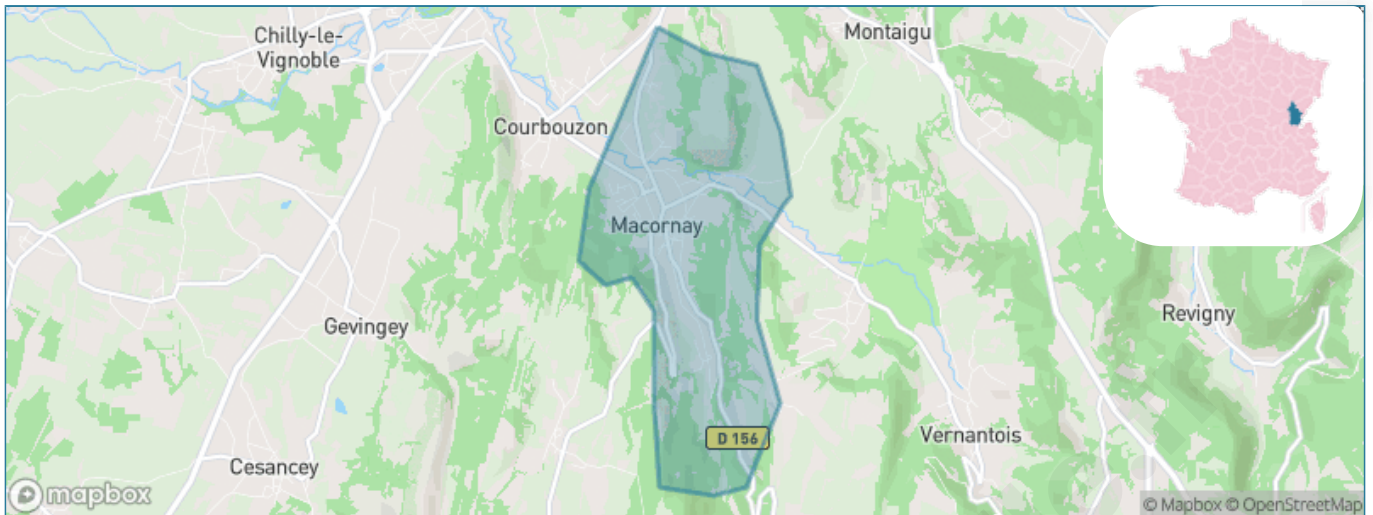 Chilly-le-
Vignoble
Montaigu
Courbouzon
Macornay
Gevingey
Revigny
D 156
Vernantois
Cesancey
mapbox
© Mapbox © OpenStreetMap